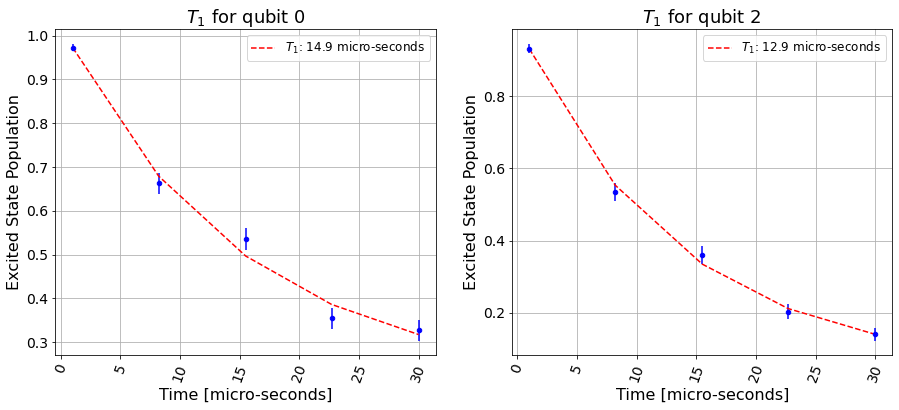 T₁ for qubit 0
T₁: 14.9 micro-seconds
Excited State Population
1.0
0.9
0.8
0.7
0.6
0.5
0.4
0.3
0 5 10 15 20 25 30
Time [micro-seconds]
T₁ for qubit 2
T₁: 12.9 micro-seconds
Excited State Population
0.8
0.6
0.4
0.2
0 5 10 15 20 25 30
Time [micro-seconds]